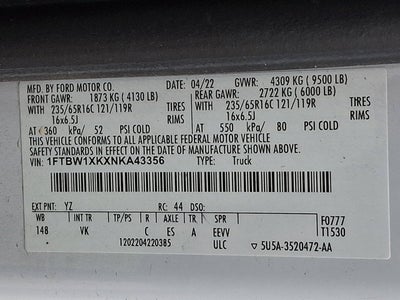 MFD. BY FORD MOTOR CO. 04/22 GVWR: 4309 KG (9500 LB)
FRONT GAWR: 1873 KG (4130 LB) REAR GAWR: 2722 KG (6000 LB)
WITH 235/65R16C 121/119R TIRES WITH 235/65R16C 121/119R TIRES
16x6.5J RIMS 16x6.5J RIMS
AT 360 kPa/ 52 PSI COLD AT 550 kPa/ 80 PSI COLD
THIS VEHICLE CONFORMS TO ALL APPLICABLE FEDERAL MOTOR VEHICLE
SAFETY STANDARDS IN EFFECT ON THE DATE OF MANUFACTURE SHOWN ABOVE.
VIN: 1FTBW1XKXNKA43356 TYPE: Truck
EXT PNT: YZ RC: 44 DSO:
WB INT TR TP/PS R AXLE TR SPR F0777
148 VK C ES A T1530
1202204220385 ULC 5U5A-3520472-AA